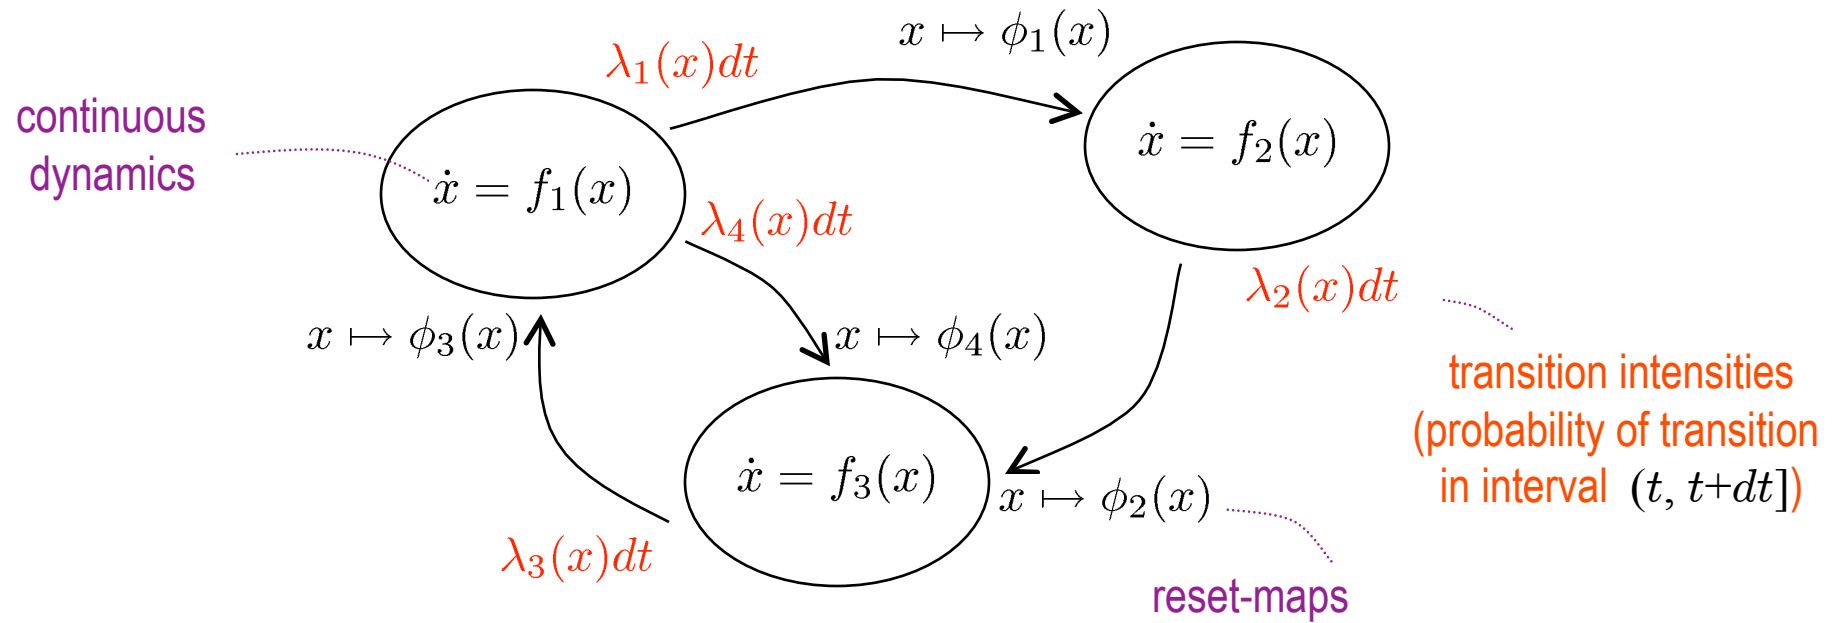 x ↦ ϕ₁(x)
λ₁(x)dt
continuous
dynamics
ẋ = f₁(x)
ẋ = f₂(x)
λ₄(x)dt
λ₂(x)dt
x ↦ ϕ₃(x)
x ↦ ϕ₄(x)
transition intensities
(probability of transition
in interval (t, t+dt])
ẋ = f₃(x)
x ↦ ϕ₂(x)
λ₃(x)dt
reset-maps